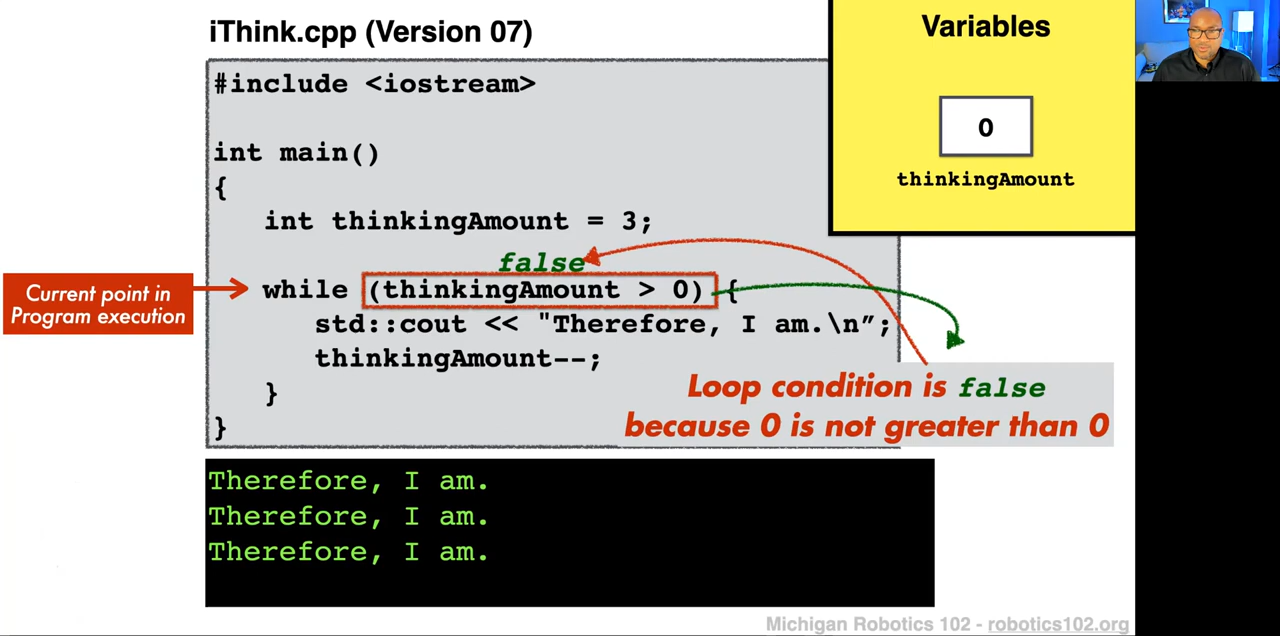 iThink.cpp (Version 07)
#include <iostream>
int main()
{
int thinkingAmount = 3;
false
while (thinkingAmount > 0) {
std::cout << "Therefore, I am.\n”;
thinkingAmount--;
}
}
Current point in
Program execution
Variables
0
thinkingAmount
Loop condition is false
because 0 is not greater than 0
Therefore, I am.
Therefore, I am.
Therefore, I am.
Michigan Robotics 102 - robotics102.org